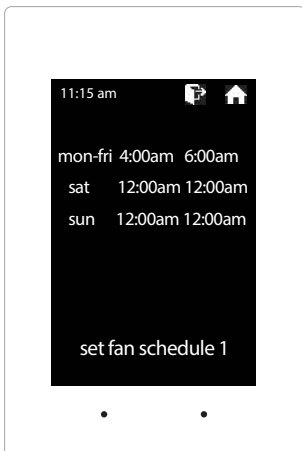 11:15 am
mon-fri 4:00am 6:00am
sat 12:00am 12:00am
sun 12:00am 12:00am
set fan schedule 1